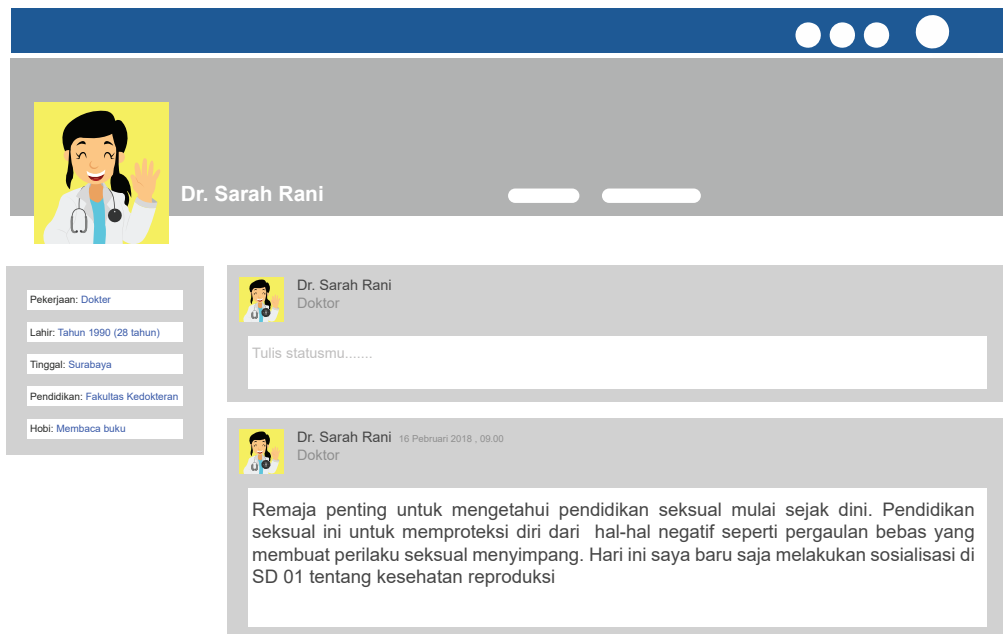 Dr. Sarah Rani
Pekerjaan: Dokter
Lahir: Tahun 1990 (28 tahun)
Tinggal: Surabaya
Pendidikan: Fakultas Kedokteran
Hobi: Membaca buku
Dr. Sarah Rani
Doktor
Tulis statusmu.......
Dr. Sarah Rani 16 Pebruari 2018 , 09.00
Doktor
Remaja penting untuk mengetahui pendidikan seksual mulai sejak dini. Pendidikan
seksual ini untuk memproteksi diri dari hal-hal negatif seperti pergaulan bebas yang
membuat perilaku seksual menyimpang. Hari ini saya baru saja melakukan sosialisasi di
SD 01 tentang kesehatan reproduksi